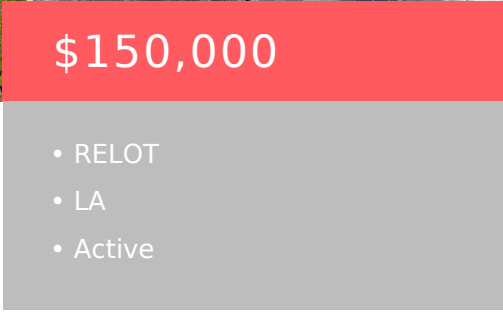 $150,000
• RELOT
• LA
• Active